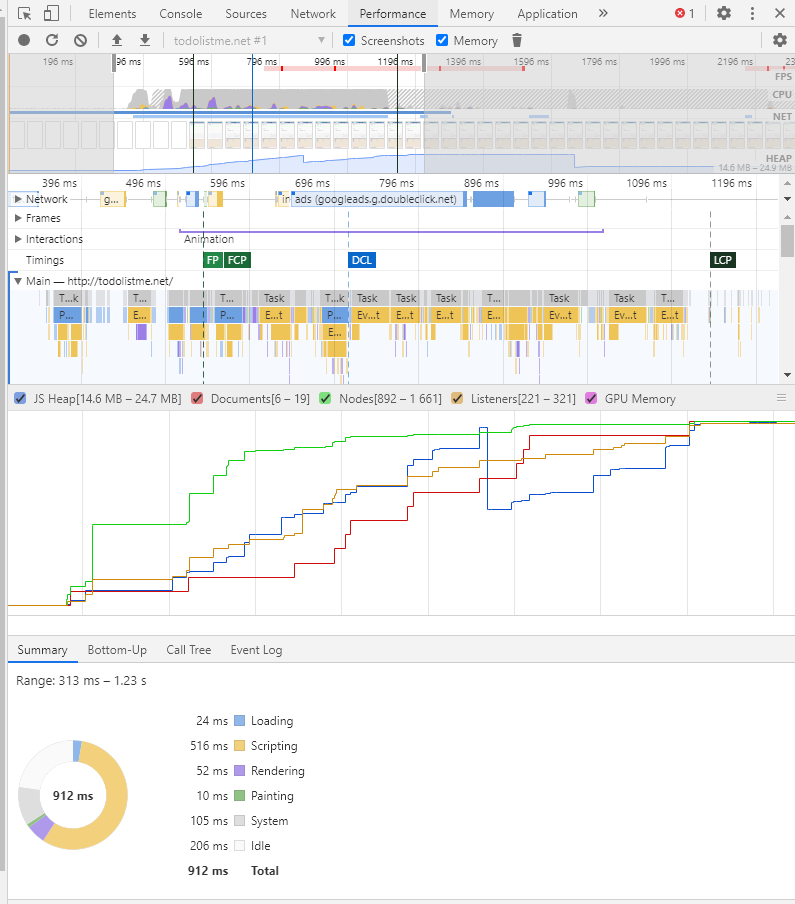 Elements Console Sources Network Performance Memory Application » 1
todolistme.net #1 Screenshots Memory
196 ms 96 ms 596 ms 796 ms 996 ms 1196 ms 1396 ms 1596 ms 1796 ms 1996 ms 2196 ms 23
FPS
CPU
NET
HEAP
14.6 MB – 24.9 MB
396 ms 496 ms 596 ms 696 ms 796 ms 896 ms 996 ms 1096 ms 1196 ms
Network g... ads (googleads.g.doubleclick.net)
Frames
Interactions Animation
Timings FP FCP DCL LCP
Main — http://todolistme.net/
T...k T... T... Task T...k Task Task Task T... Task Task T...k
P... E... P... E...t P... Ev...t E...t E...t E... Ev...t Ev...t E...t
E...
JS Heap[14.6 MB – 24.7 MB] Documents[6 – 19] Nodes[892 – 1 661] Listeners[221 – 321] GPU Memory
Summary Bottom-Up Call Tree Event Log
Range: 313 ms – 1.23 s
912 ms
24 ms Loading
516 ms Scripting
52 ms Rendering
10 ms Painting
105 ms System
206 ms Idle
912 ms Total